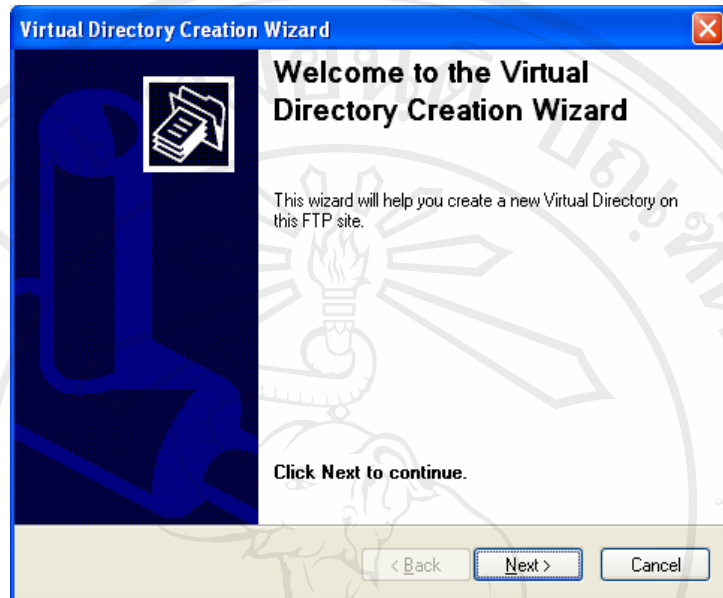 Virtual Directory Creation Wizard
Welcome to the Virtual
Directory Creation Wizard
This wizard will help you create a new Virtual Directory on
this FTP site.
Click Next to continue.
< Back
Next >
Cancel